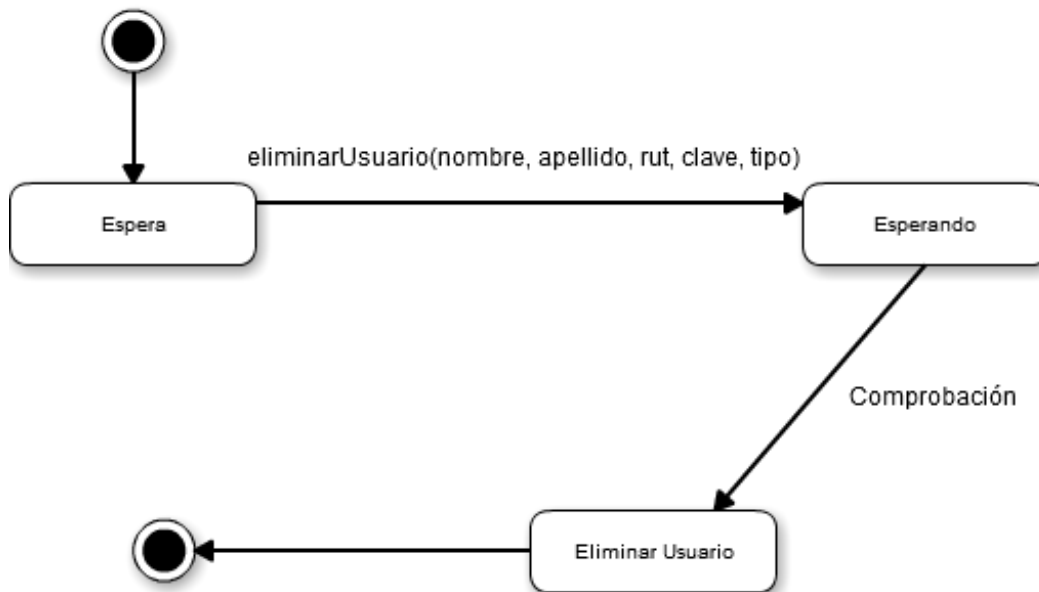 eliminarUsuario(nombre, apellido, rut, clave, tipo)
Espera
Esperando
Comprobación
Eliminar Usuario